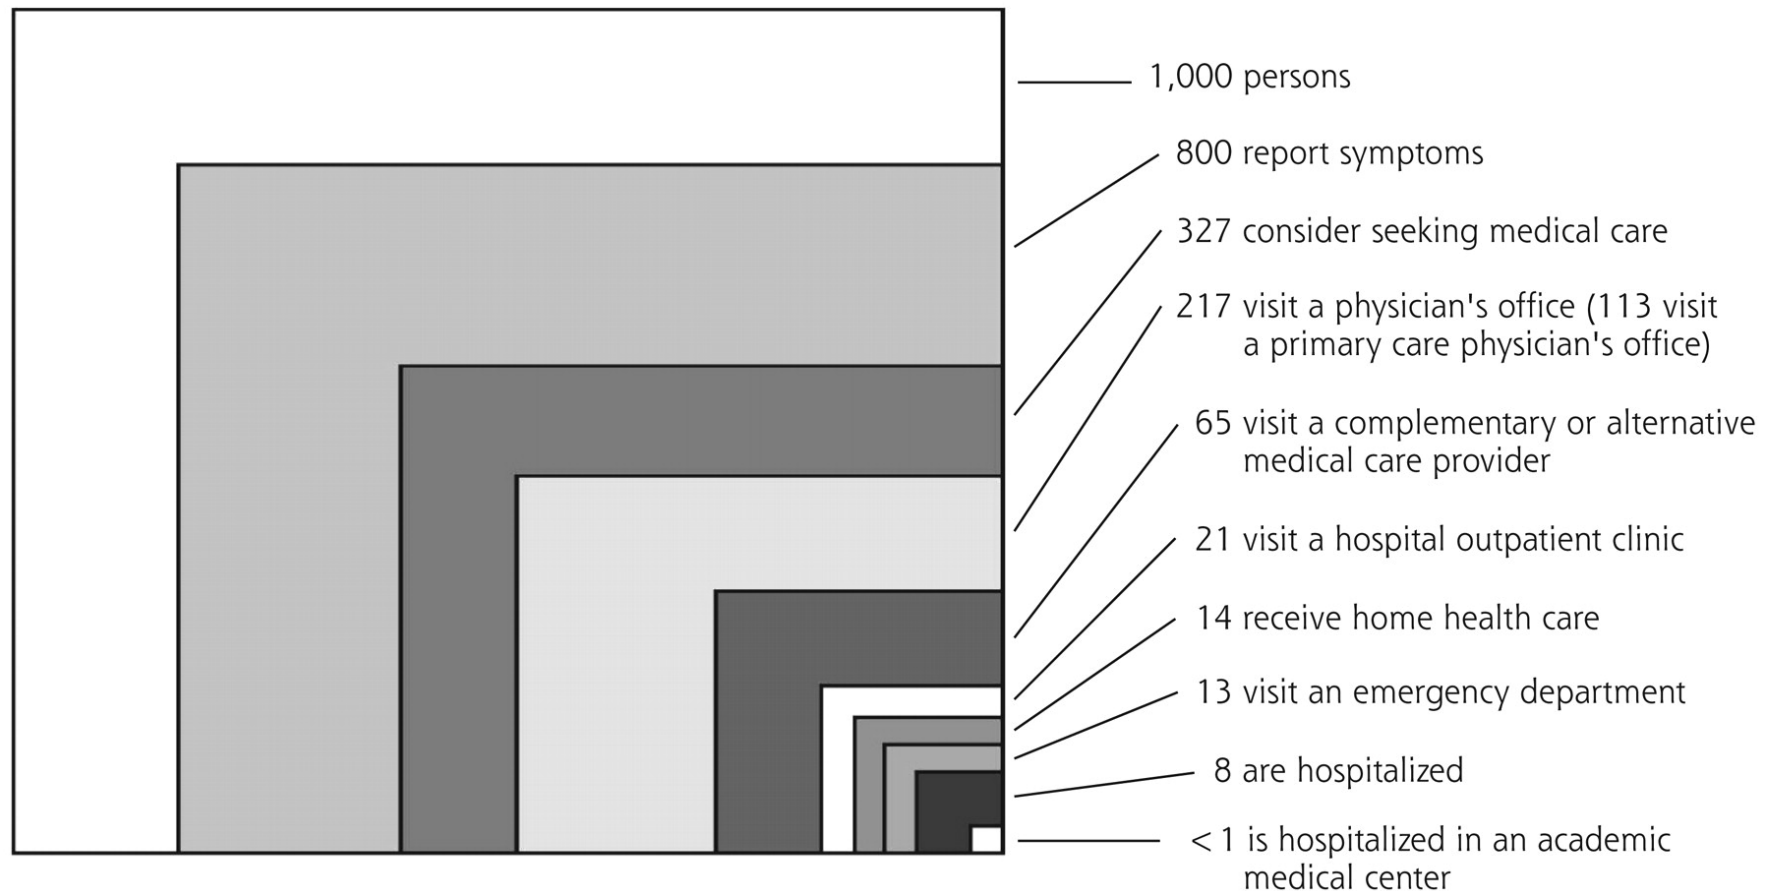 1,000 persons
800 report symptoms
327 consider seeking medical care
217 visit a physician's office (113 visit
a primary care physician's office)
65 visit a complementary or alternative
medical care provider
21 visit a hospital outpatient clinic
14 receive home health care
13 visit an emergency department
8 are hospitalized
<1 is hospitalized in an academic
medical center